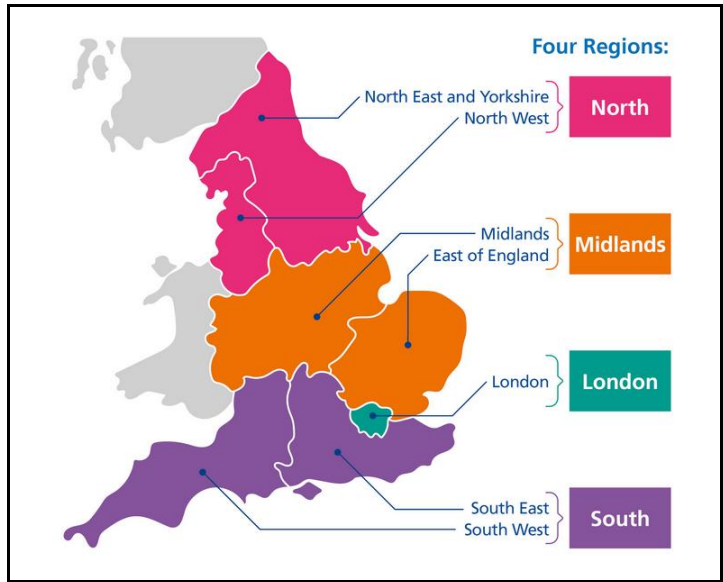 Four Regions:
North East and Yorkshire
North West
North
Midlands
East of England
Midlands
London
London
South East
South West
South